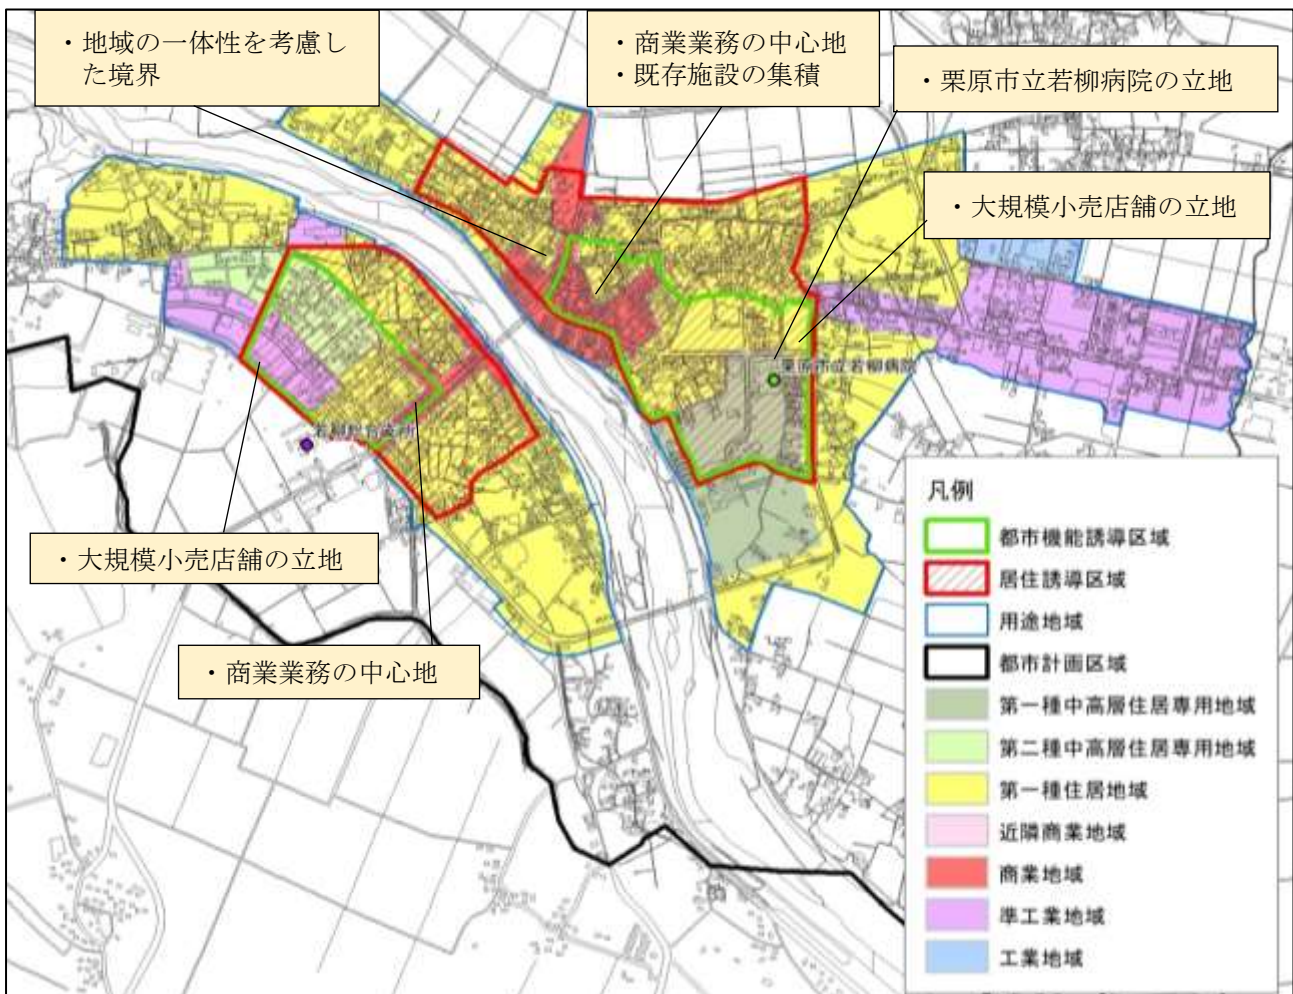 ・地域の一体性を考慮し
た境界
・商業業務の中心地
・既存施設の集積
・栗原市立若柳病院の立地
・大規模小売店舗の立地
栗原市立若柳病院
・大規模小売店舗の立地
・商業業務の中心地
凡例
都市機能誘導区域
居住誘導区域
用途地域
都市計画区域
第一種中高層住居専用地域
第二種中高層住居専用地域
第一種住居地域
近隣商業地域
商業地域
準工業地域
工業地域